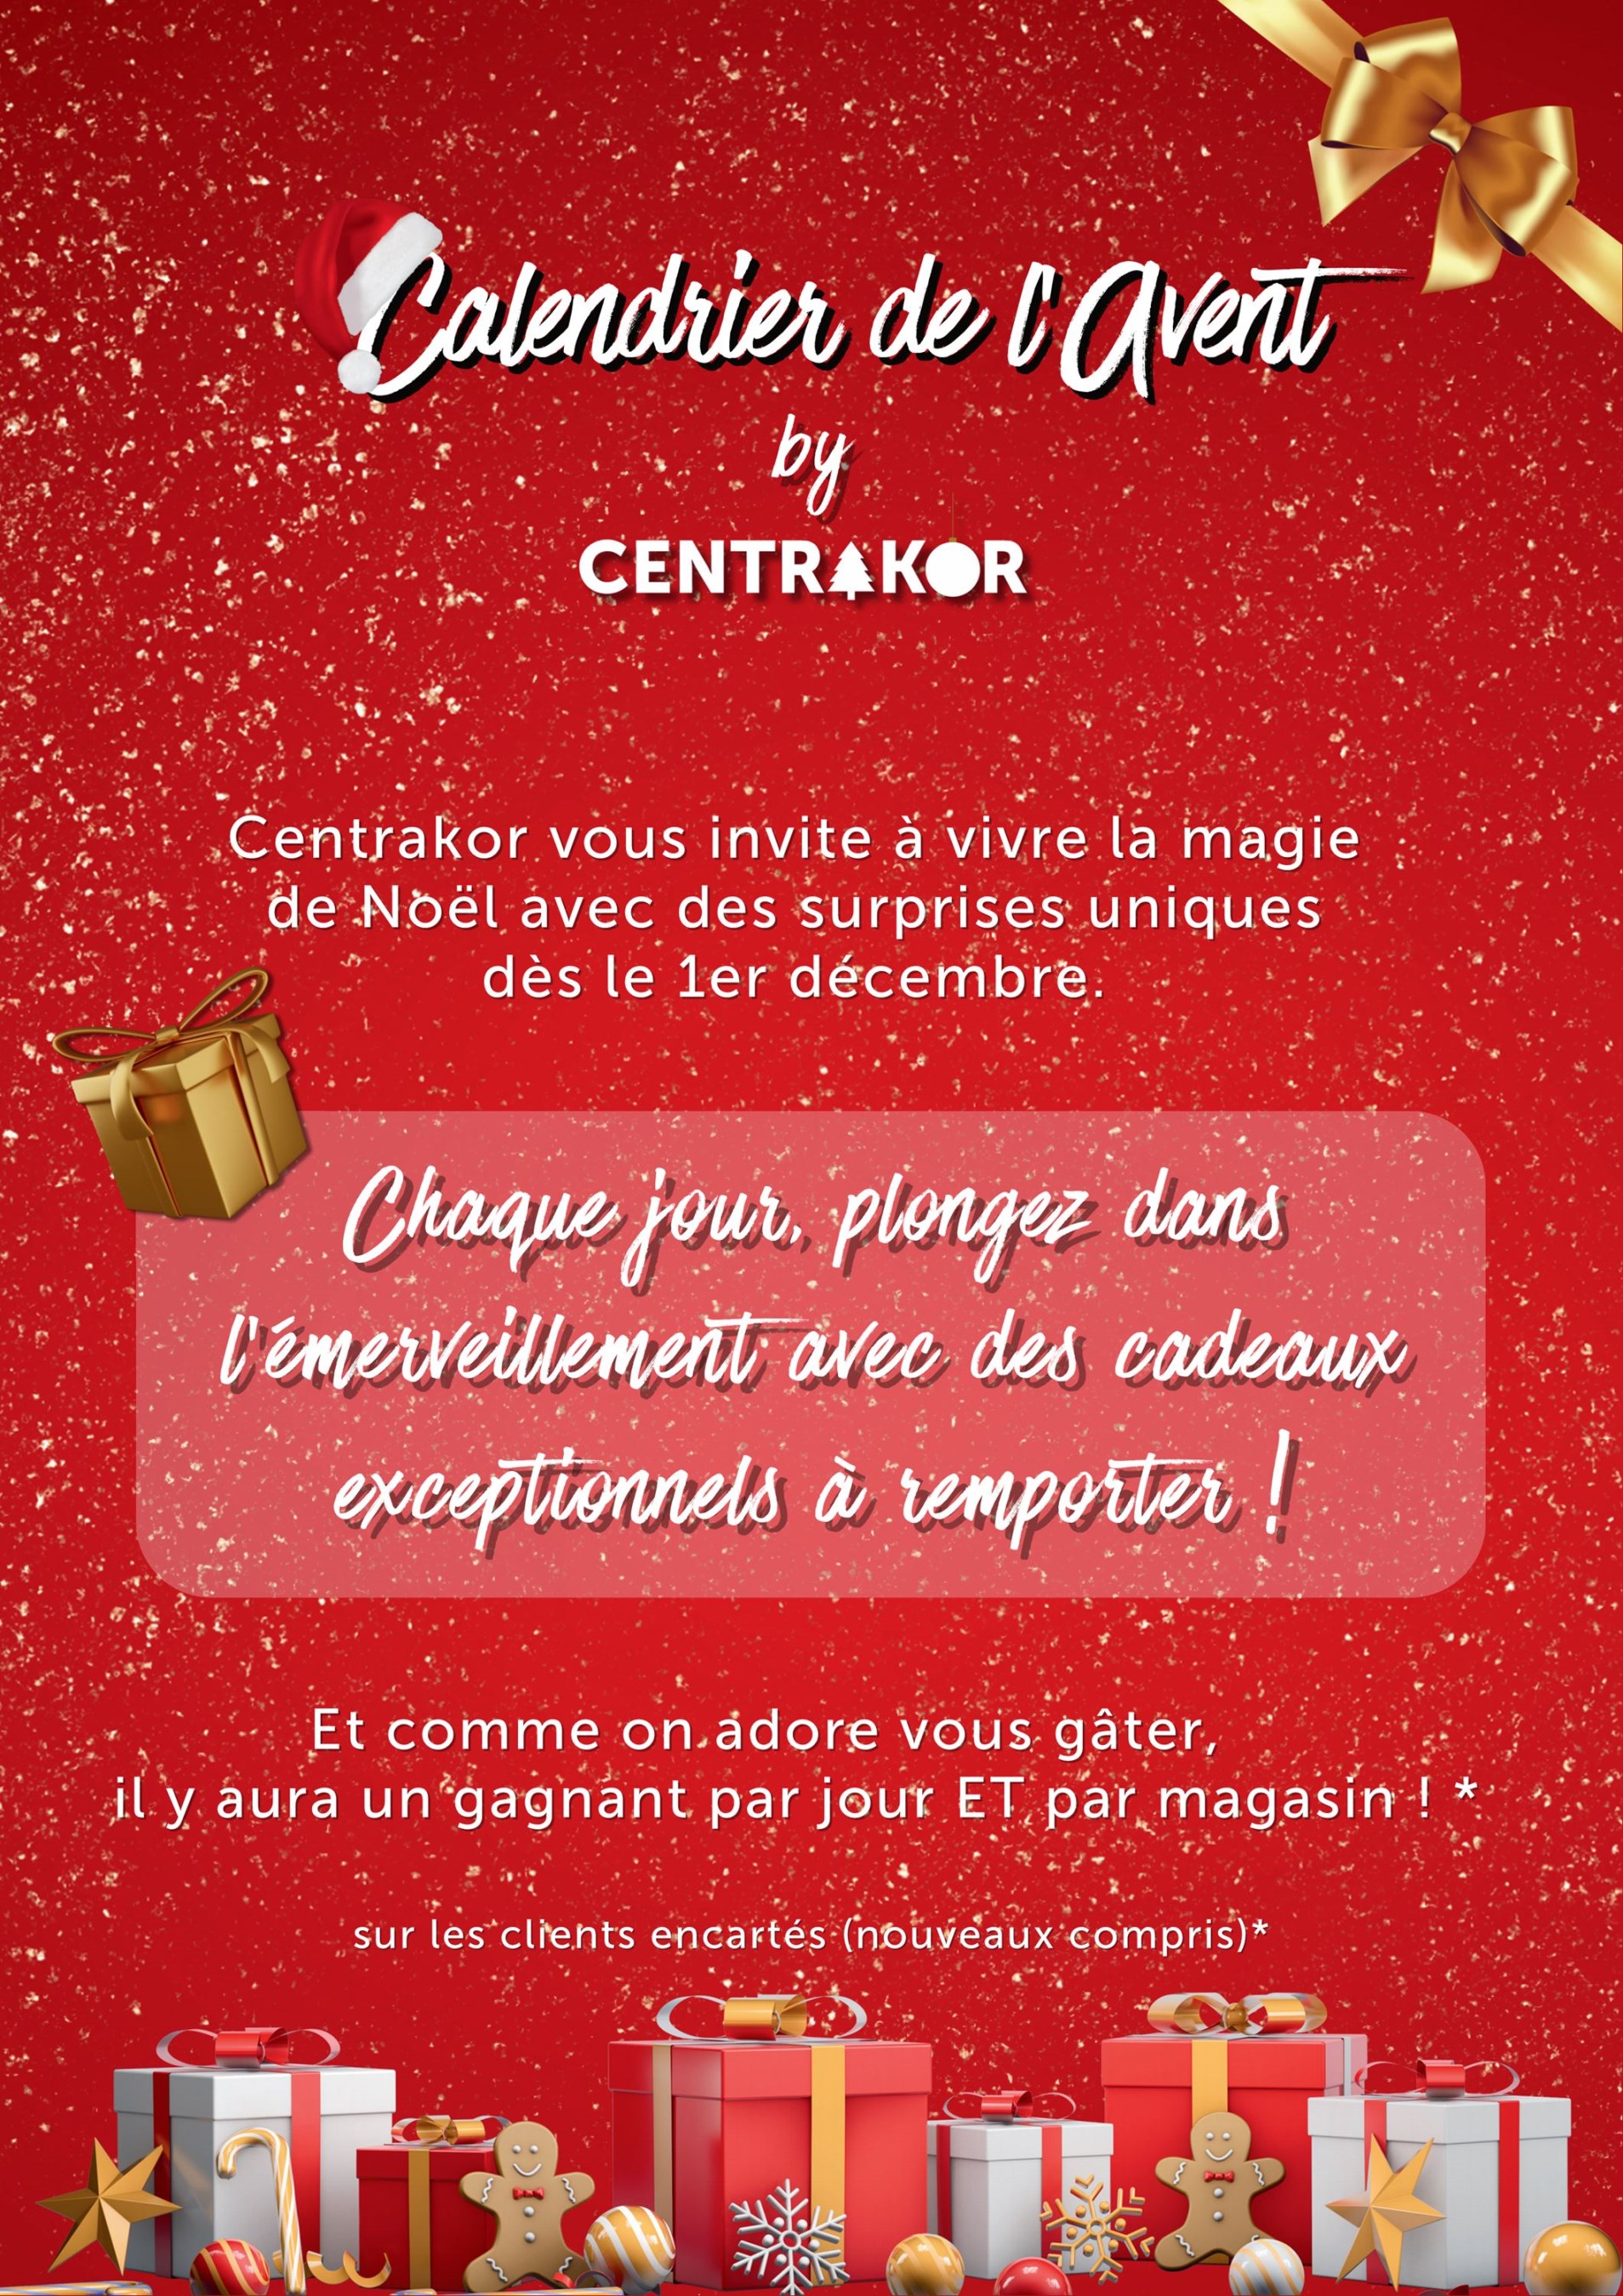 Calendrier de l'Avent
by
CENTRAKOR
Centrakor vous invite à vivre la magie
de Noël avec des surprises uniques
dès le 1er décembre.
Chaque jour, plongez dans
l'émerveillement avec des cadeaux
exceptionnels à remporter !
Et comme on adore vous gâter,
il y aura un gagnant par jour ET par magasin ! *
sur les clients encartés (nouveaux compris)*